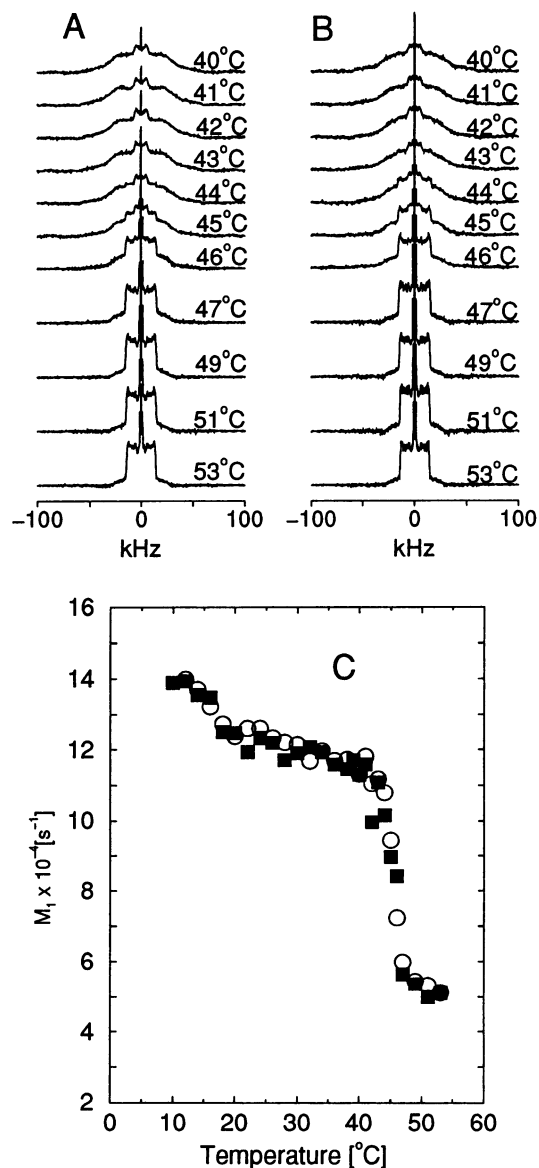 A
40°C
41°C
42°C
43°C
44°C
45°C
46°C
47°C
49°C
51°C
53°C
−100 0 100
kHz
B
40°C
41°C
42°C
43°C
44°C
45°C
46°C
47°C
49°C
51°C
53°C
−100 0 100
kHz
C
16
14
12
10
8
6
4
2
M₁ x 10⁻⁴[s⁻¹]
0 10 20 30 40 50 60
Temperature [°C]